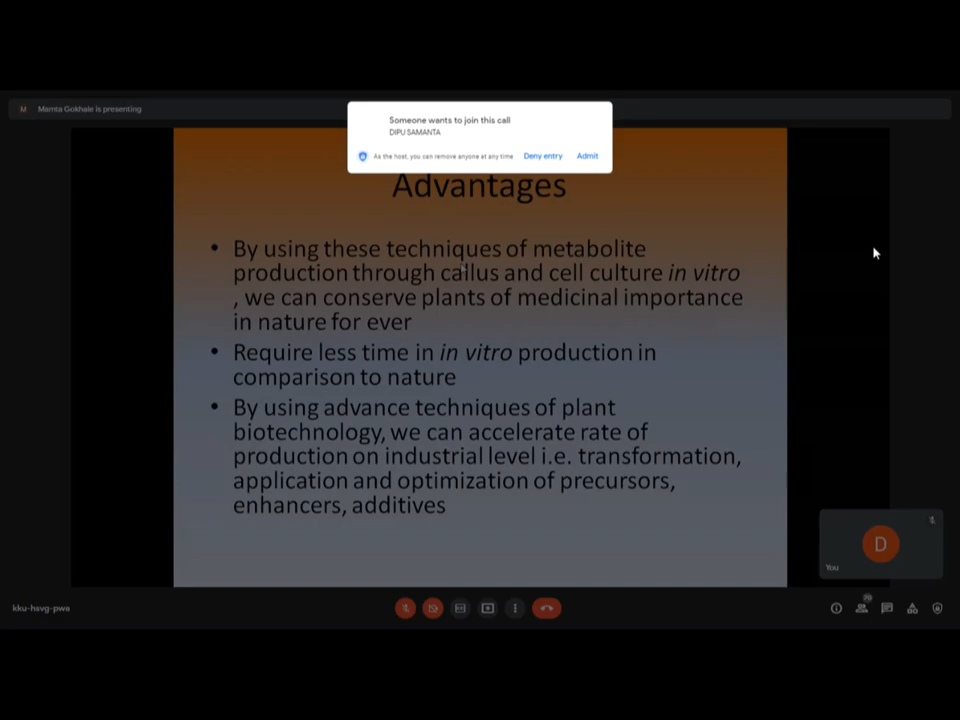 Mamta Gokhale is presenting
M
Someone wants to join this call
DIPU SAMANTA
As the host, you can remove anyone at any time
Deny entry
Admit
Advantages
• By using these techniques of metabolite
production through callus and cell culture in vitro
, we can conserve plants of medicinal importance
in nature for ever
• Require less time in in vitro production in
comparison to nature
• By using advance techniques of plant
biotechnology, we can accelerate rate of
production on industrial level i.e. transformation,
application and optimization of precursors,
enhancers, additives
D
You
kku-hsvg-pwa
70